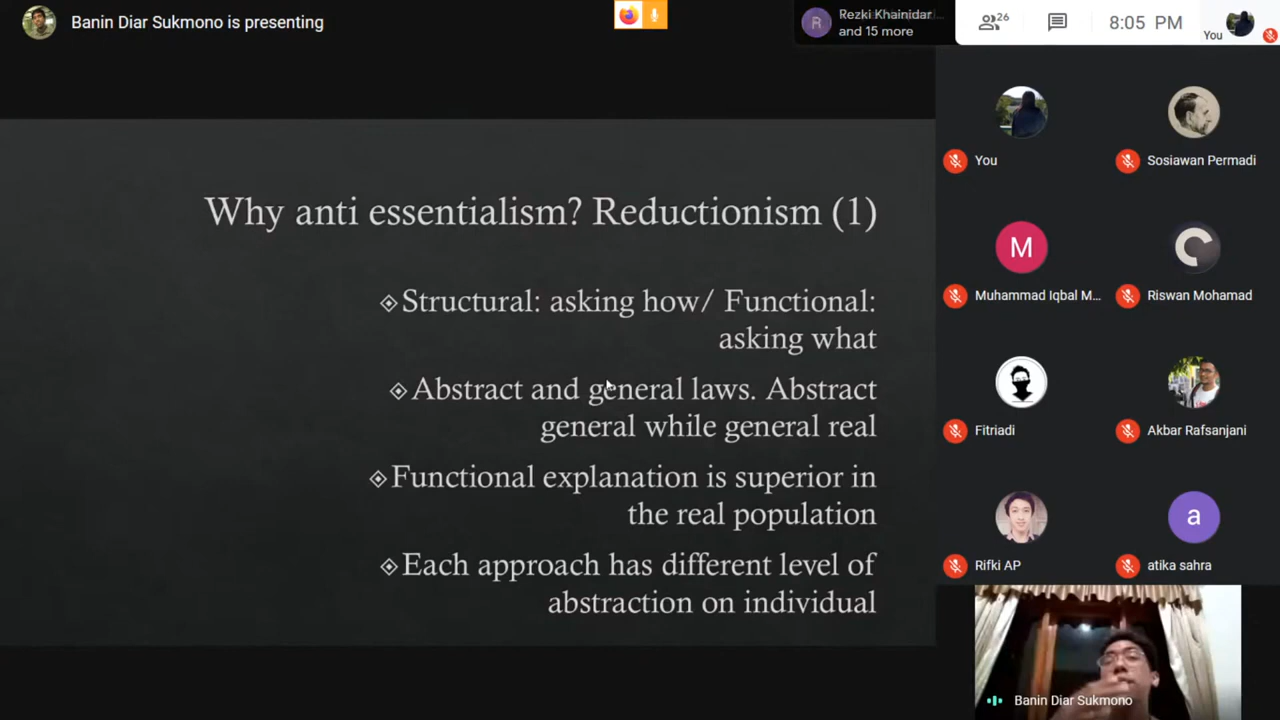 Banin Diar Sukmono is presenting
R
Rezki Khainidar...
and 15 more
26
8:05 PM
You
Why anti essentialism? Reductionism (1)
Structural: asking how/ Functional:
asking what
Abstract and general laws. Abstract
general while general real
Functional explanation is superior in
the real population
Each approach has different level of
abstraction on individual
You
Sosiawan Permadi
M
Muhammad Iqbal M...
Riswan Mohamad
Fitriadi
Akbar Rafsanjani
a
Rifki AP
atika sahra
Banin Diar Sukmono